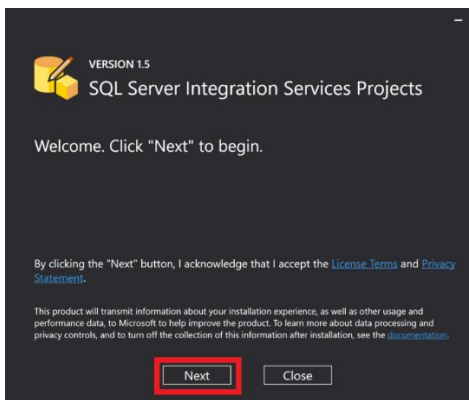 VERSION 1.5
SQL Server Integration Services Projects
Welcome. Click "Next" to begin.
By clicking the "Next" button, I acknowledge that I accept the License Terms and Privacy
Statement.
This product will transmit information about your installation experience, as well as other usage and
performance data, to Microsoft to help improve the product. To learn more about data processing and
privacy controls, and to turn off the collection of this information after installation, see the documentation.
Next Close